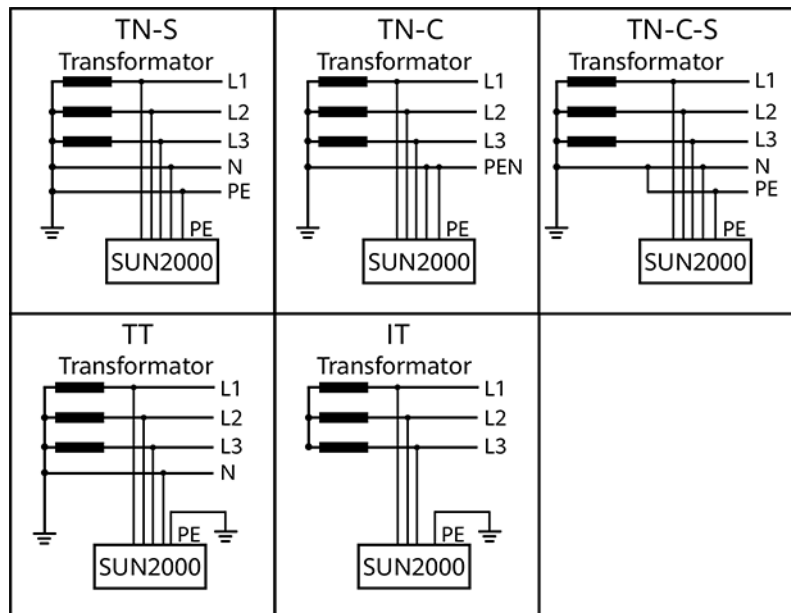 TN-S
Transformator
L1
L2
L3
N
PE
PE
SUN2000
TN-C
Transformator
L1
L2
L3
PEN
PE
SUN2000
TN-C-S
Transformator
L1
L2
L3
N
PE
PE
SUN2000
TT
Transformator
L1
L2
L3
N
PE
SUN2000
IT
Transformator
L1
L2
L3
PE
SUN2000